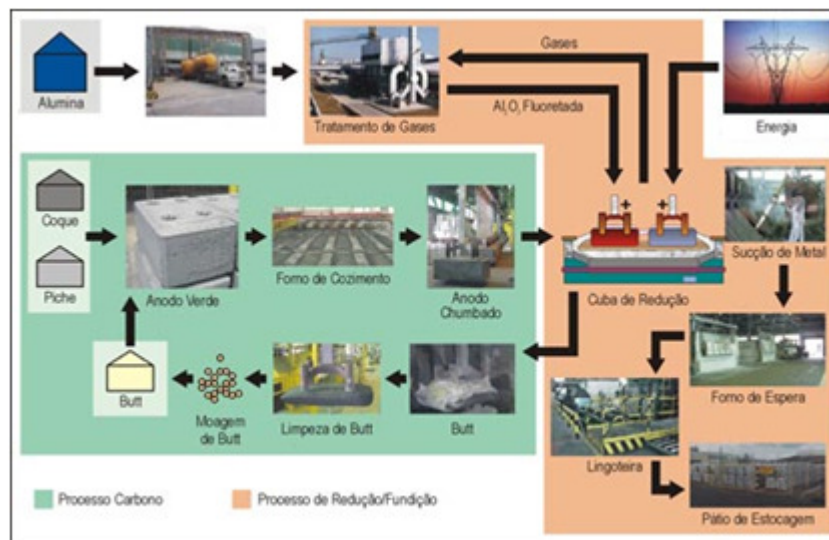 Gases
Alumina
Al₂O₃ Fluoretada
Tratamento de Gases
Energia
Coque
Piche
Anodo Verde
Forno de Cozimento
Anodo
Chumbado
Cuba de Redução
Sucção de Metal
Butt
Moagem
de Butt
Limpeza de Butt
Butt
Forno de Espera
Lingoteira
Pátio de Estocagem
Processo Carbono
Processo de Redução/Fundição